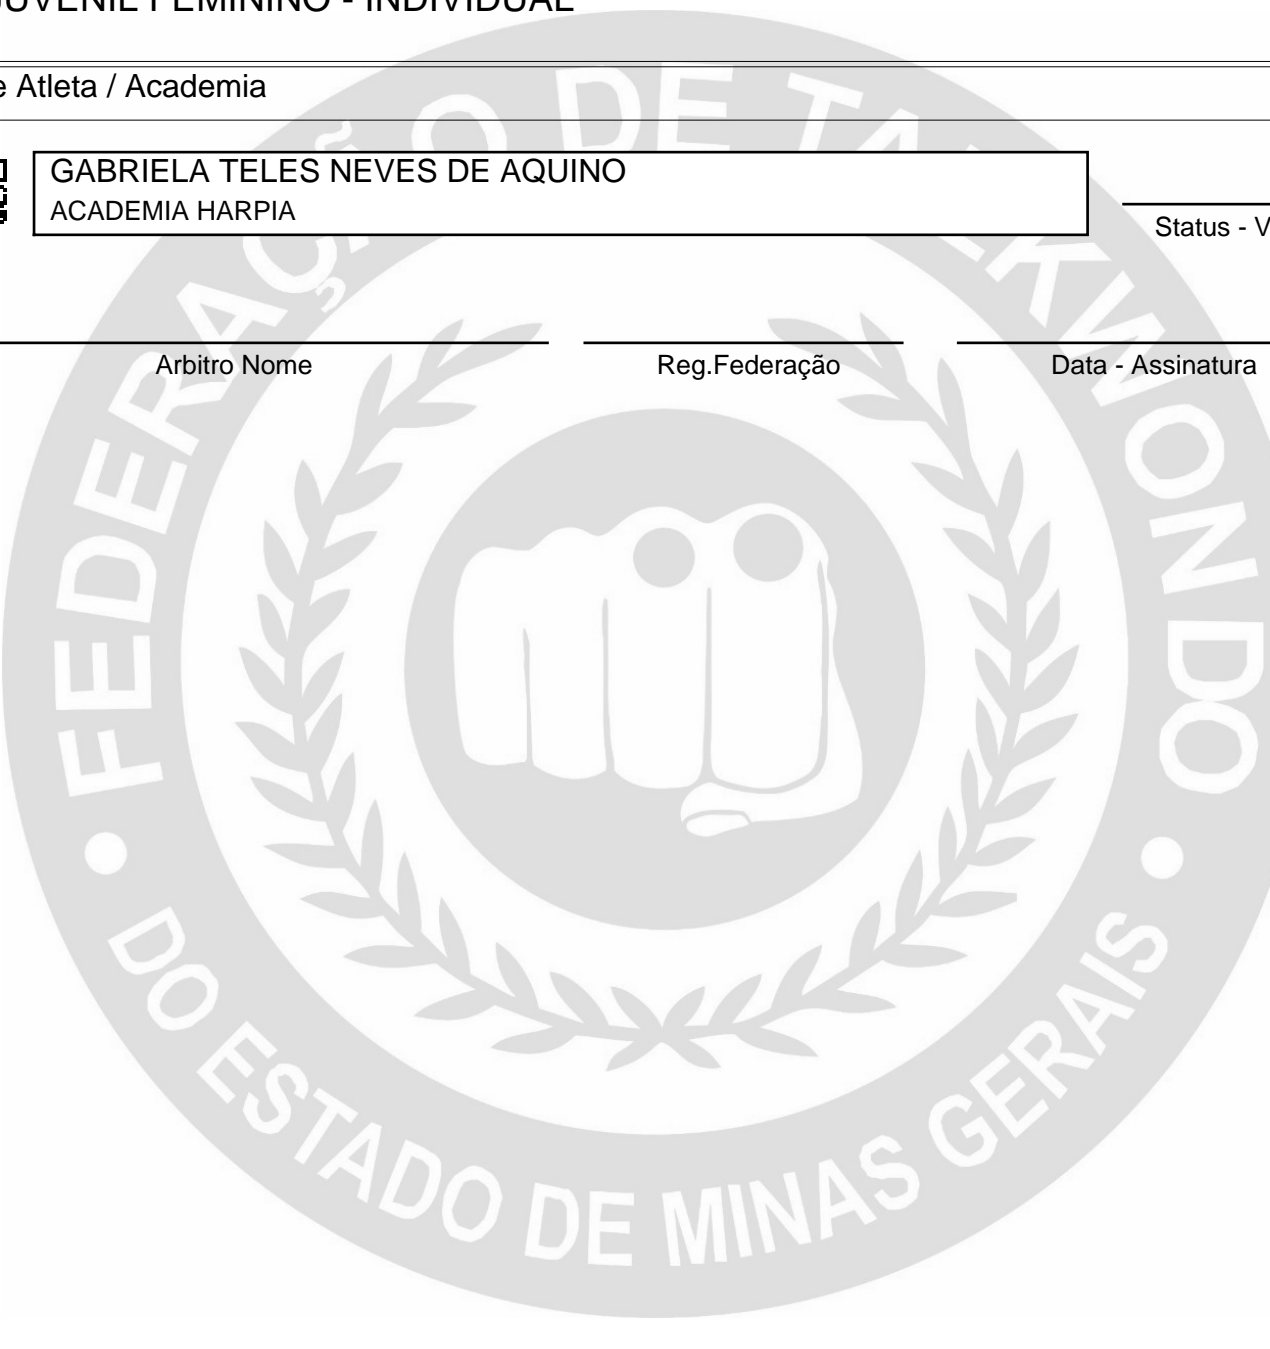 JUVENIL FEMININO - INDIVIDUAL
e Atleta / Academia
GABRIELA TELES NEVES DE AQUINO
ACADEMIA HARPIA
Status - V
Arbitro Nome
Reg.Federação
Data - Assinatura
FEDERAÇÃO DE TAEKWONDO
DO ESTADO DE MINAS GERAIS